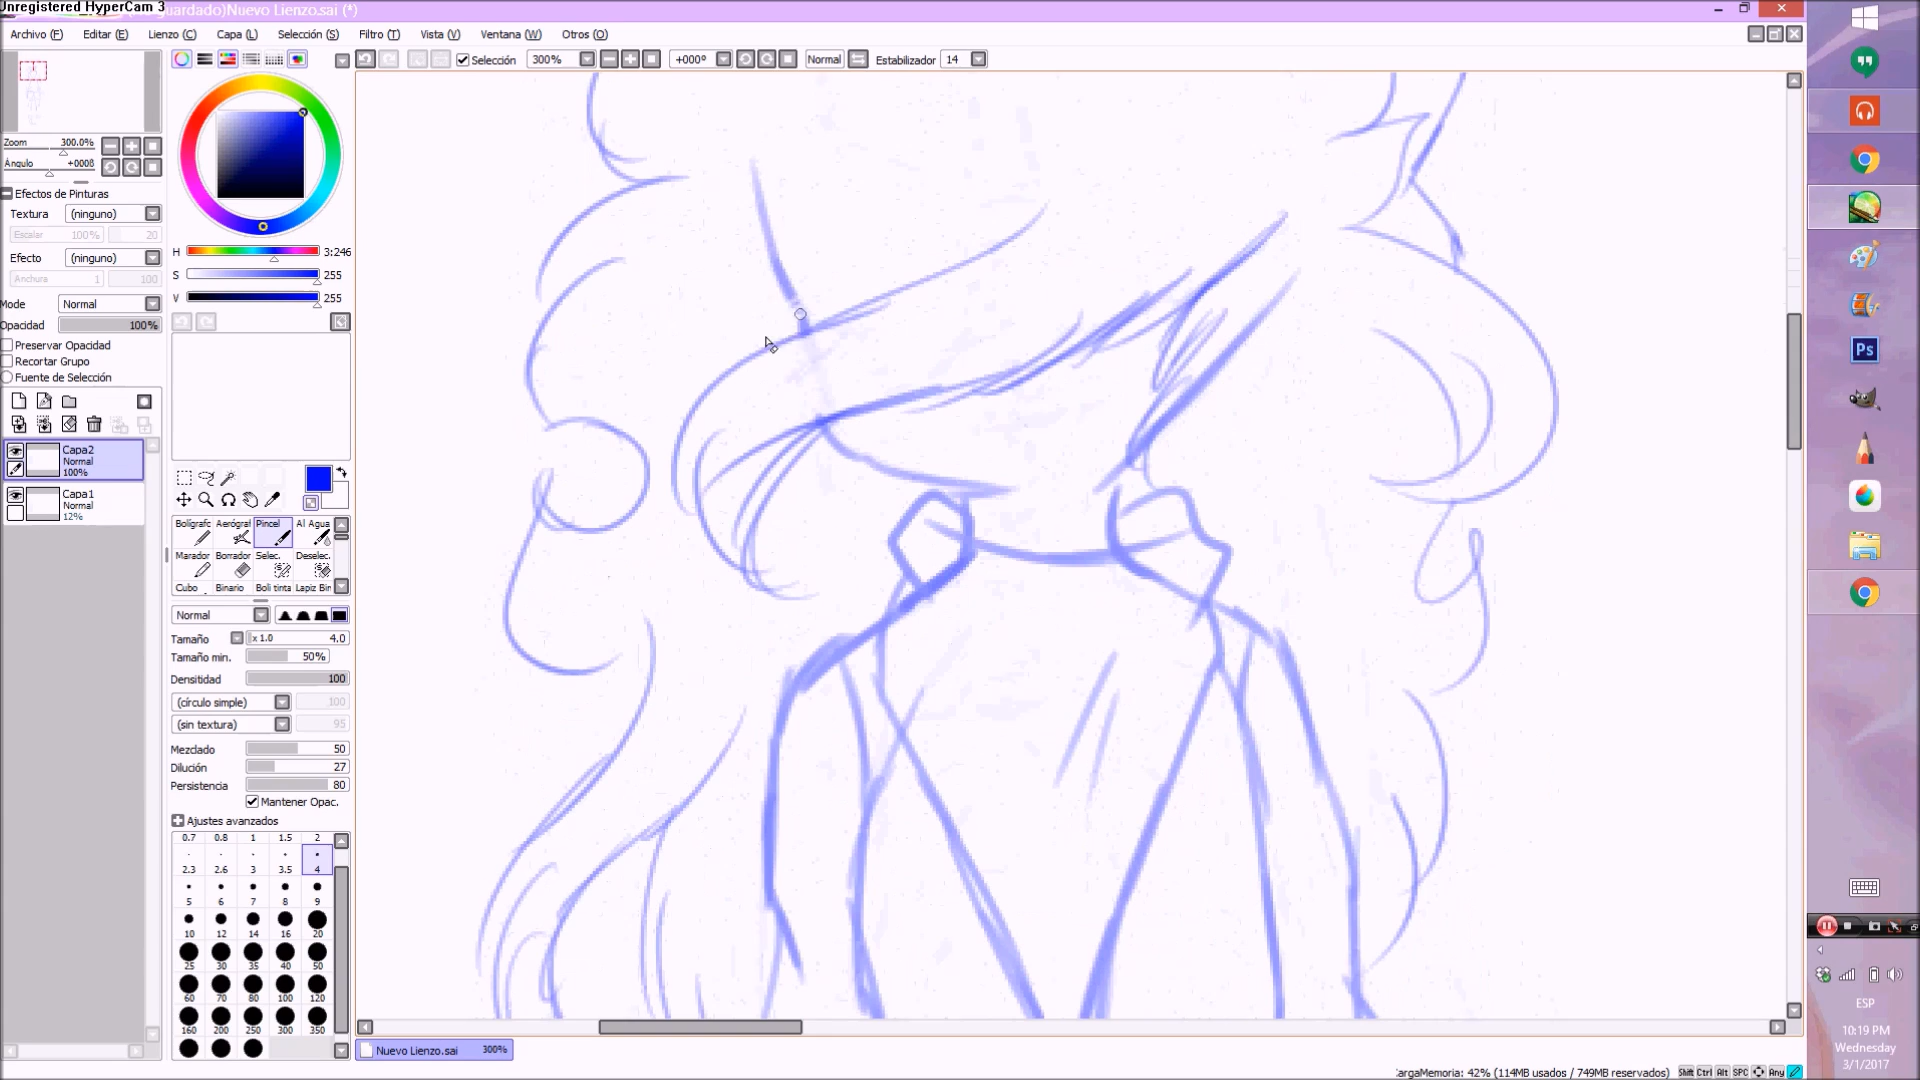 Unregistered HyperCam 3
guardado)Nuevo Lienzo.sai (*)
Archivo (F) Editar (E) Lienzo (C) Capa (L) Selección (S) Filtro (T) Vista (V) Ventana (W) Otros (O)
Selección 300% +000º Normal Estabilizador 14
Zoom 300.0%
Ángulo +000º
Efectos de Pinturas
Textura (ninguno)
Escalar 100% 20
Efecto (ninguno)
Anchura 1 100
Mode Normal
Opacidad 100%
Preservar Opacidad
Recortar Grupo
Fuente de Selección
Capa2
Normal
100%
Capa1
Normal
12%
H 3:246
S 255
V 255
Bolígrafo Aerógraf Pincel Al Agua
Marador Borrador Selec. Deselec.
Cubo Binario Boli tinta Lapiz Bin
Normal
Tamaño x 1.0 4.0
Tamaño min. 50%
Densitidad 100
(círculo simple) 100
(sin textura) 95
Mezclado 50
Dilución 27
Persistencia 80
Mantener Opac.
Ajustes avanzados
0.7 0.8 1 1.5 2
2.3 2.6 3 3.5 4
5 6 7 8 9
10 12 14 16 20
25 30 35 40 50
60 70 80 100 120
160 200 250 300 350
Nuevo Lienzo.sai 300%
argaMemoria: 42% (114MB usados / 749MB reservados)
Shift Ctrl Alt SPC Any
Ps
ESP
10:19 PM
Wednesday
3/1/2017